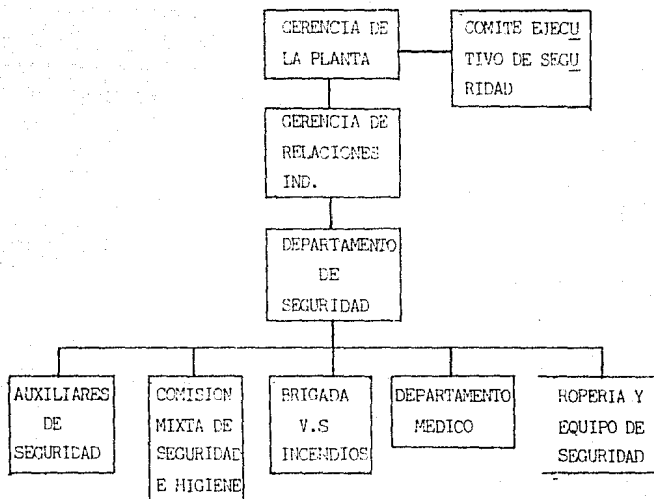 GERENCIA DE
LA PLANTA
COMITE EJECU
TIVO DE SEGU
RIDAD
GERENCIA DE
RELACIONES
IND.
DEPARTAMENTO
DE
SEGURIDAD
AUXILIARES
DE
SEGURIDAD
COMISION
MIXTA DE
SEGURIDAD
E HIGIENE
BRIGADA
V.S
INCENDIOS
DEPARTAMENTO
MEDICO
ROPERIA Y
EQUIPO DE
SEGURIDAD